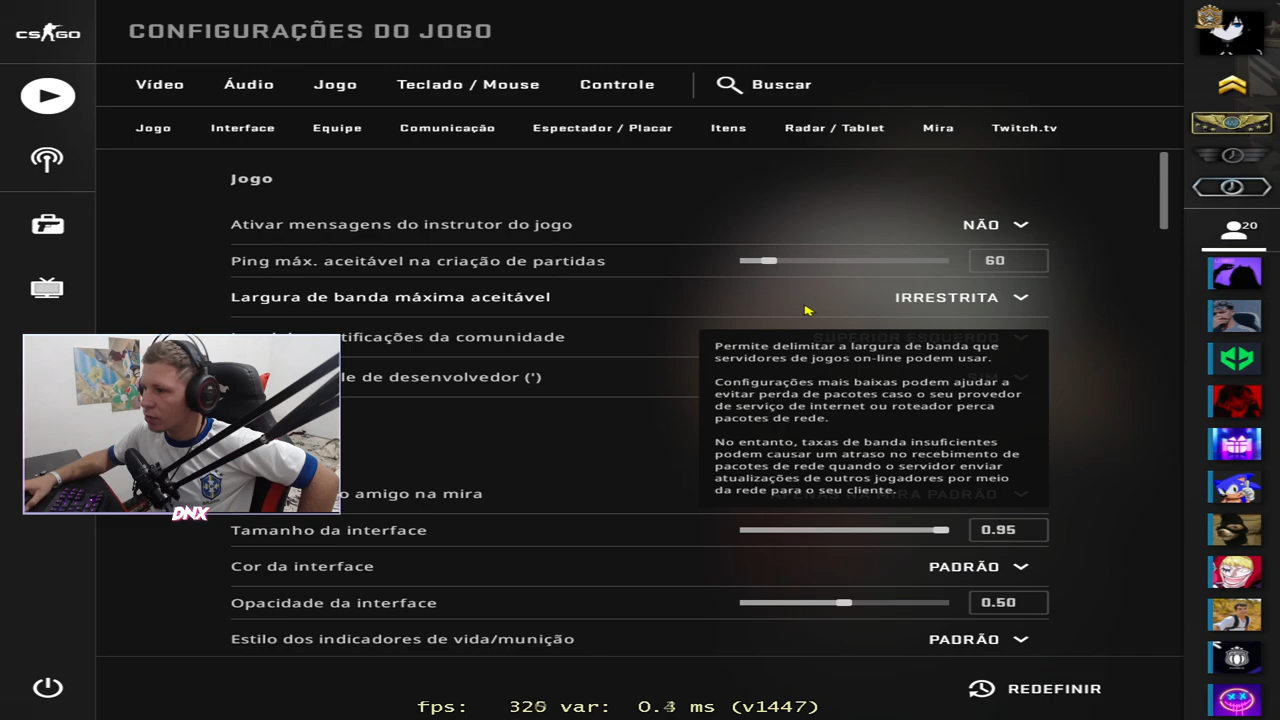 CS GO
CONFIGURAÇÕES DO JOGO
Vídeo Áudio Jogo Teclado / Mouse Controle Buscar
Jogo Interface Equipe Comunicação Espectador / Placar Itens Radar / Tablet Mira Twitch.tv
Jogo
Ativar mensagens do instrutor do jogo NÃO
Ping máx. aceitável na criação de partidas 60
Largura de banda máxima aceitável IRRESTRITA
tificações da comunidade SUPERIOR ESQUERDO
le de desenvolvedor (') SIM
Permite delimitar a largura de banda que
servidores de jogos on-line podem usar.
Configurações mais baixas podem ajudar a
evitar perda de pacotes caso o seu provedor
de serviço de internet ou roteador perca
pacotes de rede.
No entanto, taxas de banda insuficientes
podem causar um atraso no recebimento de
pacotes de rede quando o servidor enviar
atualizações de outros jogadores por meio
da rede para o seu cliente.
o amigo na mira APENAS NA MIRA PADRÃO
DNX
Tamanho da interface 0.95
Cor da interface PADRÃO
Opacidade da interface 0.50
Estilo dos indicadores de vida/munição PADRÃO
REDEFINIR
fps: var: ms (v1447)
20